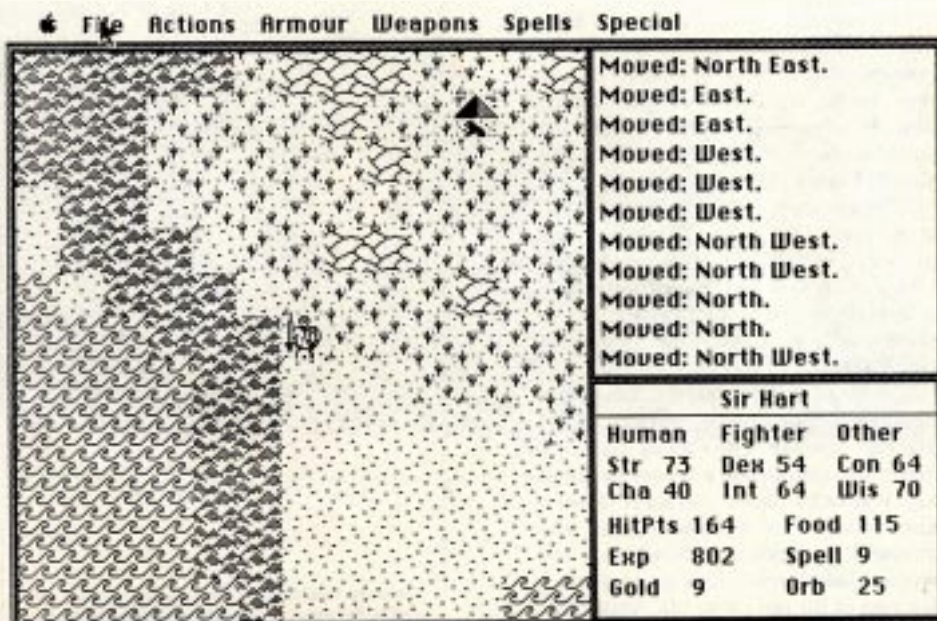 File Actions Armour Weapons Spells Special
Moved: North East.
Moved: East.
Moved: East.
Moved: West.
Moved: West.
Moved: West.
Moved: North West.
Moved: North West.
Moved: North.
Moved: North.
Moved: North West.
Sir Hart
Human Fighter Other
Str 73 Dex 54 Con 64
Cha 40 Int 64 Wis 70
HitPts 164 Food 115
Exp 802 Spell 9
Gold 9 Orb 25